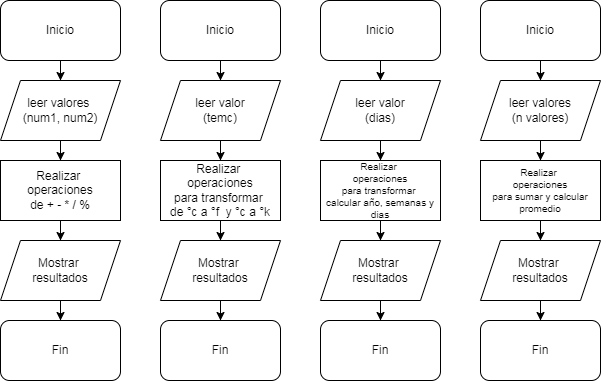 Inicio
leer valores
(num1, num2)
Realizar
operaciones
de + - * / %
Mostrar
resultados
Fin
Inicio
leer valor
(temc)
Realizar
operaciones
para transformar
de °c a °f y °c a °k
Mostrar
resultados
Fin
Inicio
leer valor
(dias)
Realizar
operaciones
para transformar
calcular año, semanas y
dias
Mostrar
resultados
Fin
Inicio
leer valores
(n valores)
Realizar
operaciones
para sumar y calcular
promedio
Mostrar
resultados
Fin